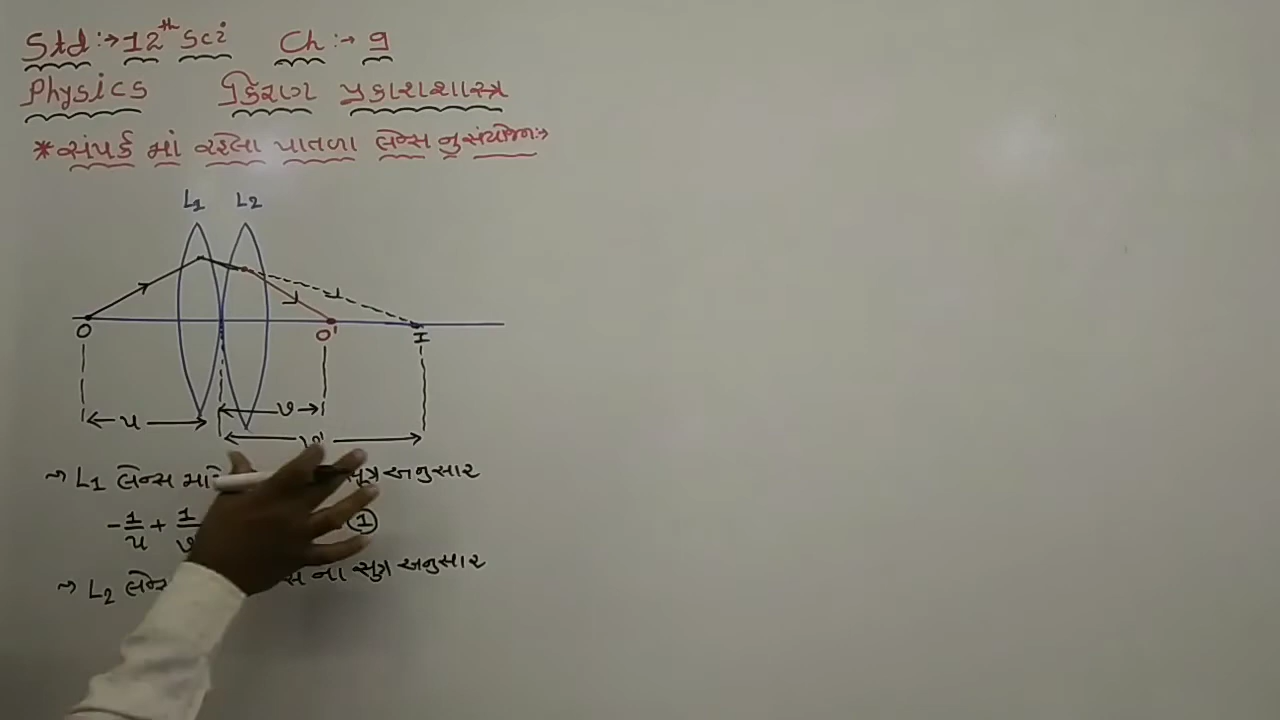 Std :→ 12th Sci Ch :→ 9
Physics કિરણ પ્રકાશશાસ્ત્ર
*સંપર્ક માં રહેલા પાતળા લેન્સ નુ સંયોજન :→
L1 L2
O O' I
u v
v'
→ L1 લેન્સ સૂત્ર અનુસાર
-1/u + 1/v ①
→ L2 લેન્સ ના સુત્ર અનુસાર